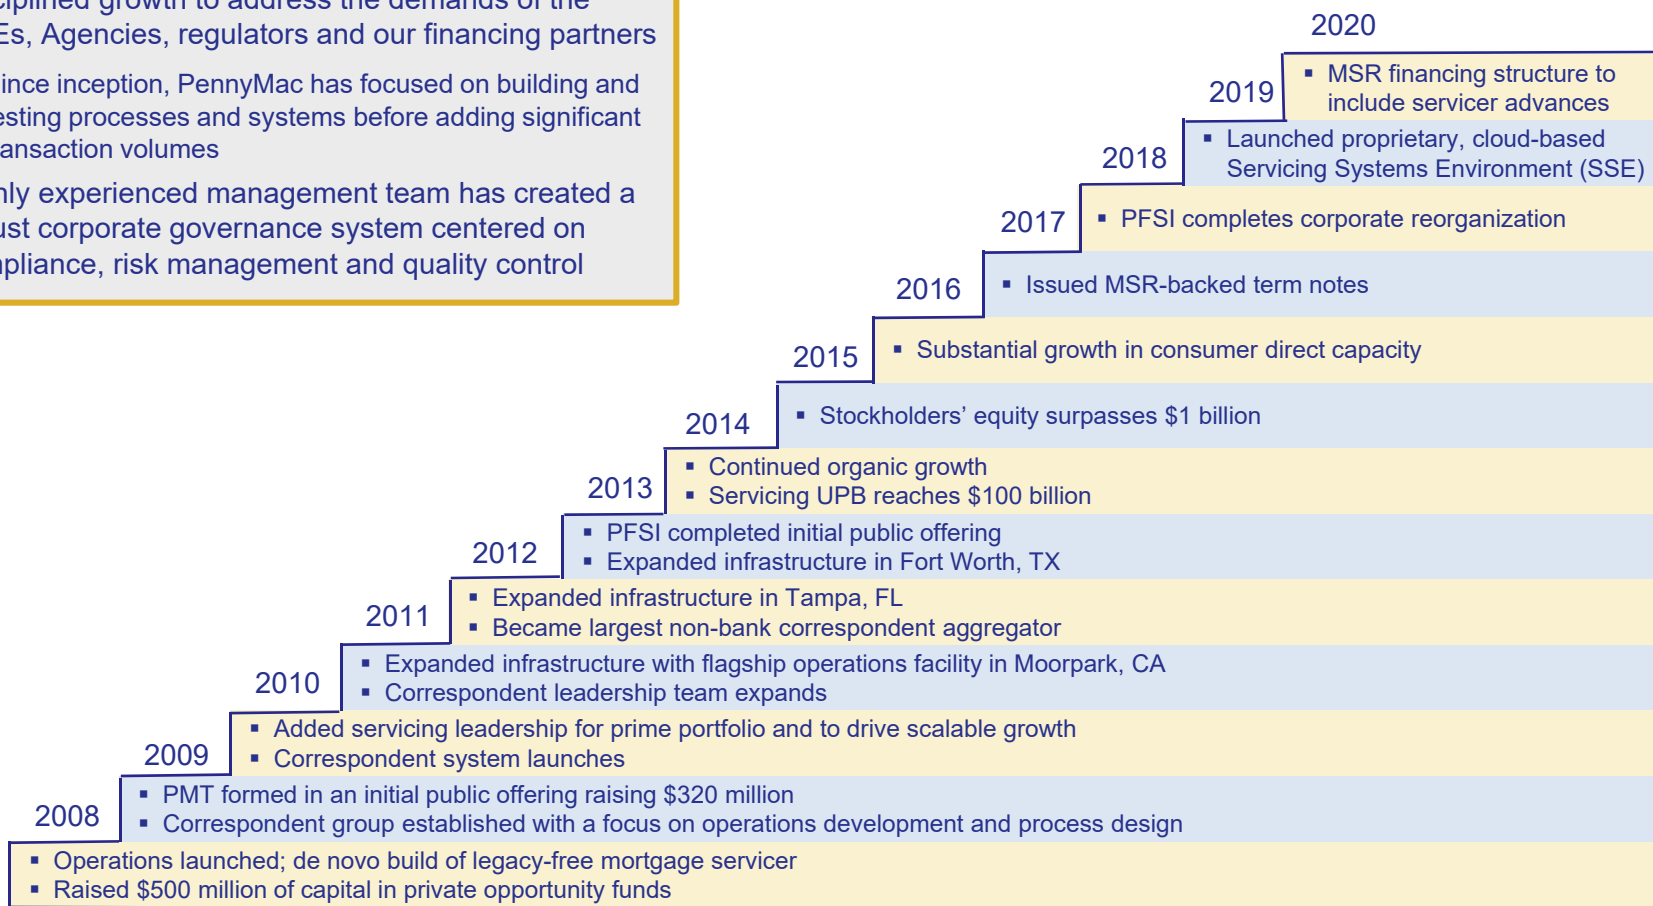 ciplined growth to address the demands of the
Es, Agencies, regulators and our financing partners
ince inception, PennyMac has focused on building and
esting processes and systems before adding significant
ansaction volumes
nly experienced management team has created a
ust corporate governance system centered on
npliance, risk management and quality control
2020
▪ MSR financing structure to
include servicer advances
2019
▪ Launched proprietary, cloud-based
Servicing Systems Environment (SSE)
2018
▪ PFSI completes corporate reorganization
2017
▪ Issued MSR-backed term notes
2016
▪ Substantial growth in consumer direct capacity
2015
▪ Stockholders’ equity surpasses $1 billion
2014
▪ Continued organic growth
▪ Servicing UPB reaches $100 billion
2013
▪ PFSI completed initial public offering
▪ Expanded infrastructure in Fort Worth, TX
2012
▪ Expanded infrastructure in Tampa, FL
▪ Became largest non-bank correspondent aggregator
2011
▪ Expanded infrastructure with flagship operations facility in Moorpark, CA
▪ Correspondent leadership team expands
2010
▪ Added servicing leadership for prime portfolio and to drive scalable growth
▪ Correspondent system launches
2009
▪ PMT formed in an initial public offering raising $320 million
▪ Correspondent group established with a focus on operations development and process design
2008
▪ Operations launched; de novo build of legacy-free mortgage servicer
▪ Raised $500 million of capital in private opportunity funds